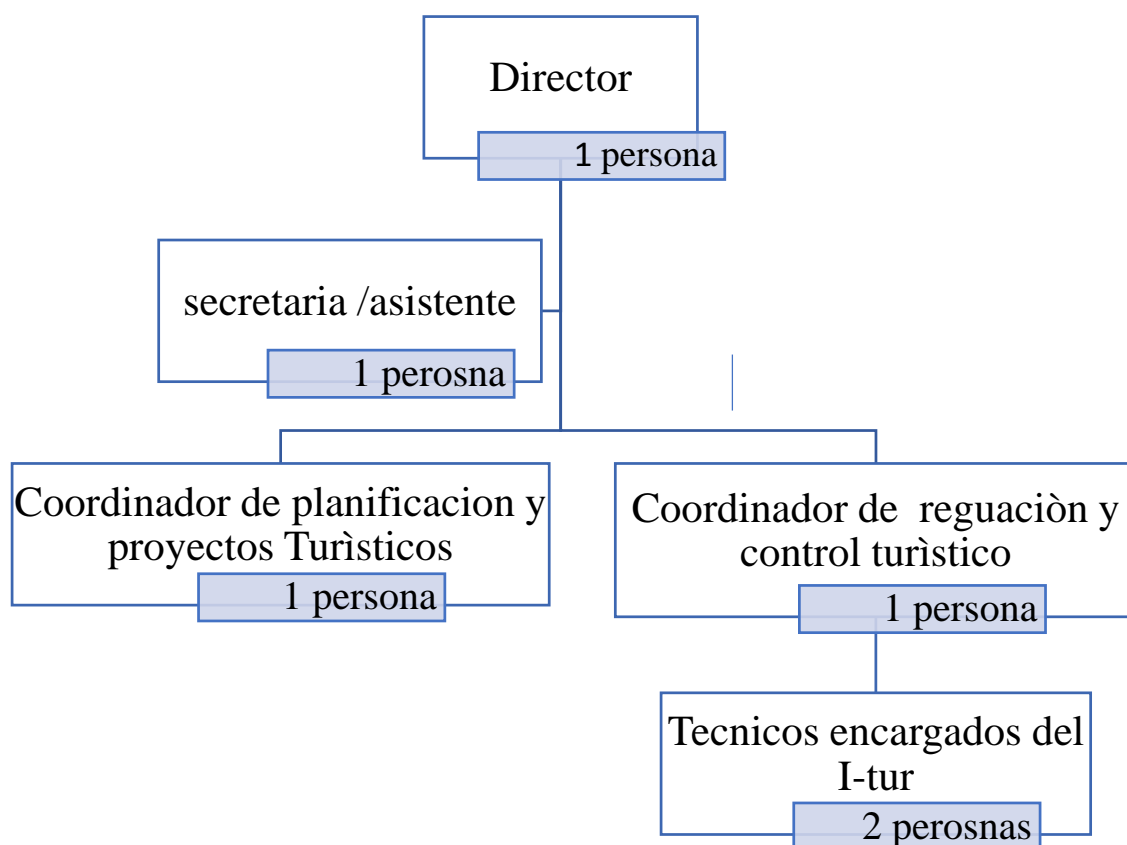 Director
1 persona
secretaria /asistente
1 perosna
Coordinador de planificacion y
proyectos Turìsticos
1 persona
Coordinador de  reguaciòn y
control turìstico
1 persona
Tecnicos encargados del
I-tur
2 perosnas